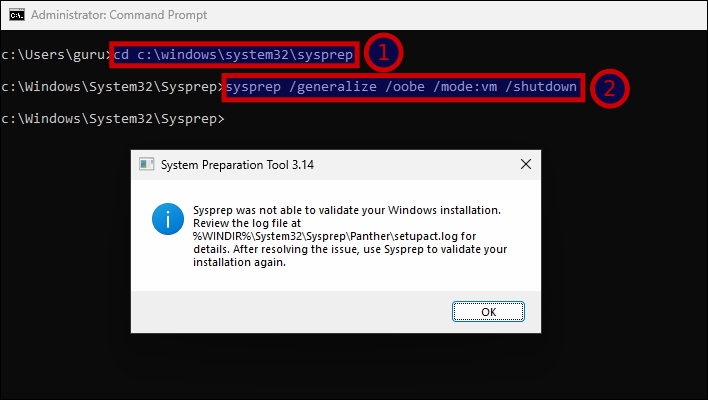 Administrator: Command Prompt
c:\Users\guru>cd c:\windows\system32\sysprep
1
c:\Windows\System32\Sysprep>sysprep /generalize /oobe /mode:vm /shutdown
2
c:\Windows\System32\Sysprep>
System Preparation Tool 3.14
Sysprep was not able to validate your Windows installation.
Review the log file at
%WINDIR%\System32\Sysprep\Panther\setupact.log for
details. After resolving the issue, use Sysprep to validate your
installation again.
OK